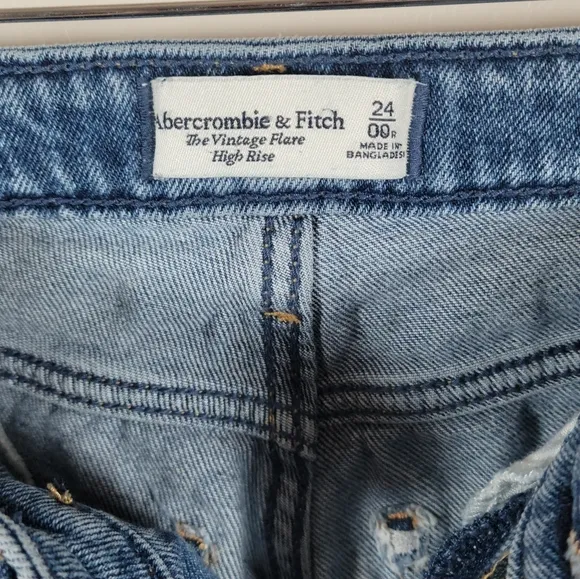 Abercrombie & Fitch
The Vintage Flare
High Rise
24
00R
MADE IN
BANGLADESH